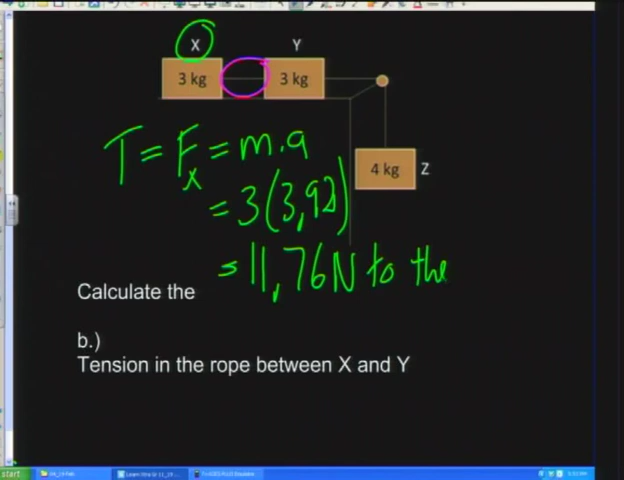 X Y
3 kg 3 kg
4 kg Z
T = Fx = m.a
= 3(3,92)
= 11,76N to the
Calculate the
b.)
Tension in the rope between X and Y
start